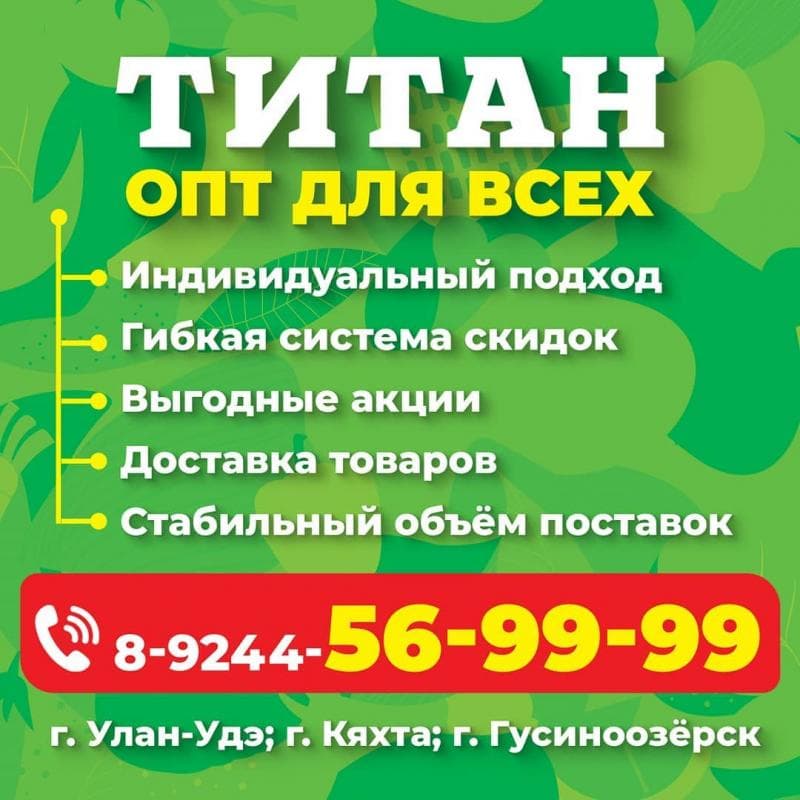 ТИТАН
ОПТ ДЛЯ ВСЕХ
Индивидуальный подход
Гибкая система скидок
Выгодные акции
Доставка товаров
Стабильный объём поставок
8-9244-56-99-99
г. Улан-Удэ; г. Кяхта; г. Гусиноозёрск